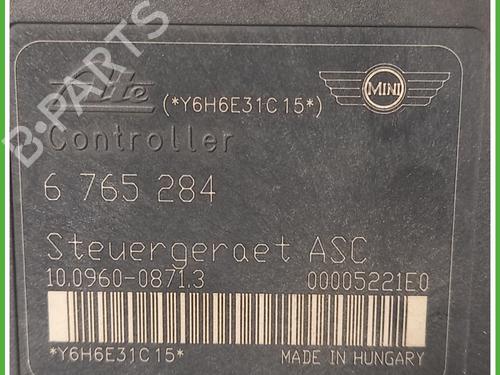 Ate (*Y6H6E31C15*) MINI
Controller
6 765 284
Steuergeraet ASC
10.0960-0871.3 00005221E0
*Y6H6E31C15* MADE IN HUNGARY
B-PARTS